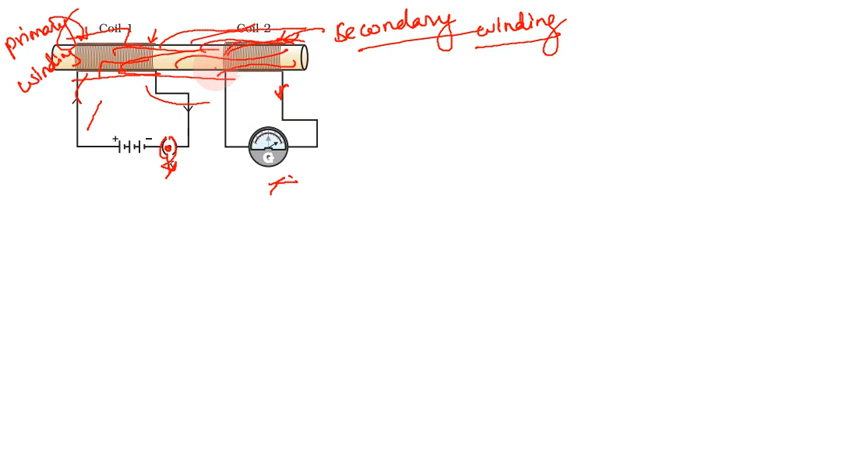 Coil 1
Coil 2
primary
winding
Secondary winding
+
−
G